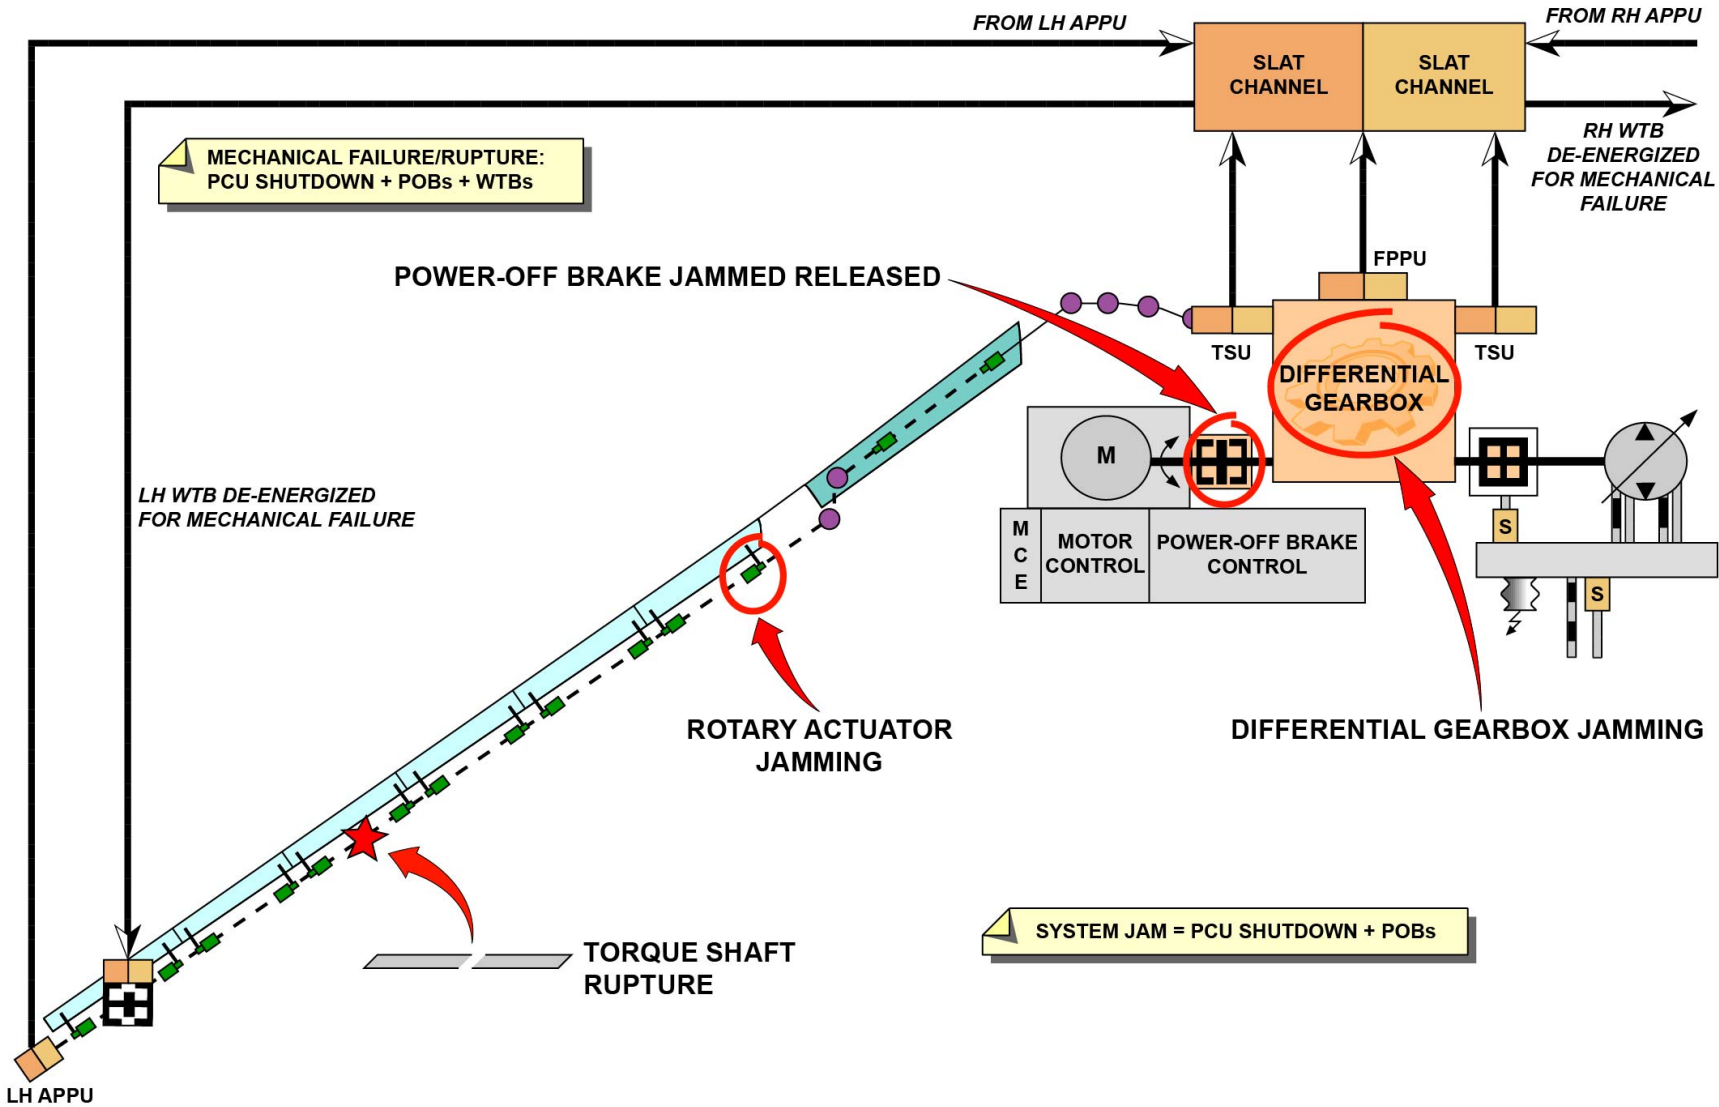 FROM LH APPU
FROM RH APPU
SLAT
CHANNEL
SLAT
CHANNEL
RH WTB
DE-ENERGIZED
FOR MECHANICAL
FAILURE
MECHANICAL FAILURE/RUPTURE:
PCU SHUTDOWN + POBs + WTBs
POWER-OFF BRAKE JAMMED RELEASED
FPPU
TSU
TSU
DIFFERENTIAL
GEARBOX
M
LH WTB DE-ENERGIZED
FOR MECHANICAL FAILURE
M
C
E
MOTOR
CONTROL
POWER-OFF BRAKE
CONTROL
S
S
ROTARY ACTUATOR
JAMMING
DIFFERENTIAL GEARBOX JAMMING
TORQUE SHAFT
RUPTURE
SYSTEM JAM = PCU SHUTDOWN + POBs
LH APPU